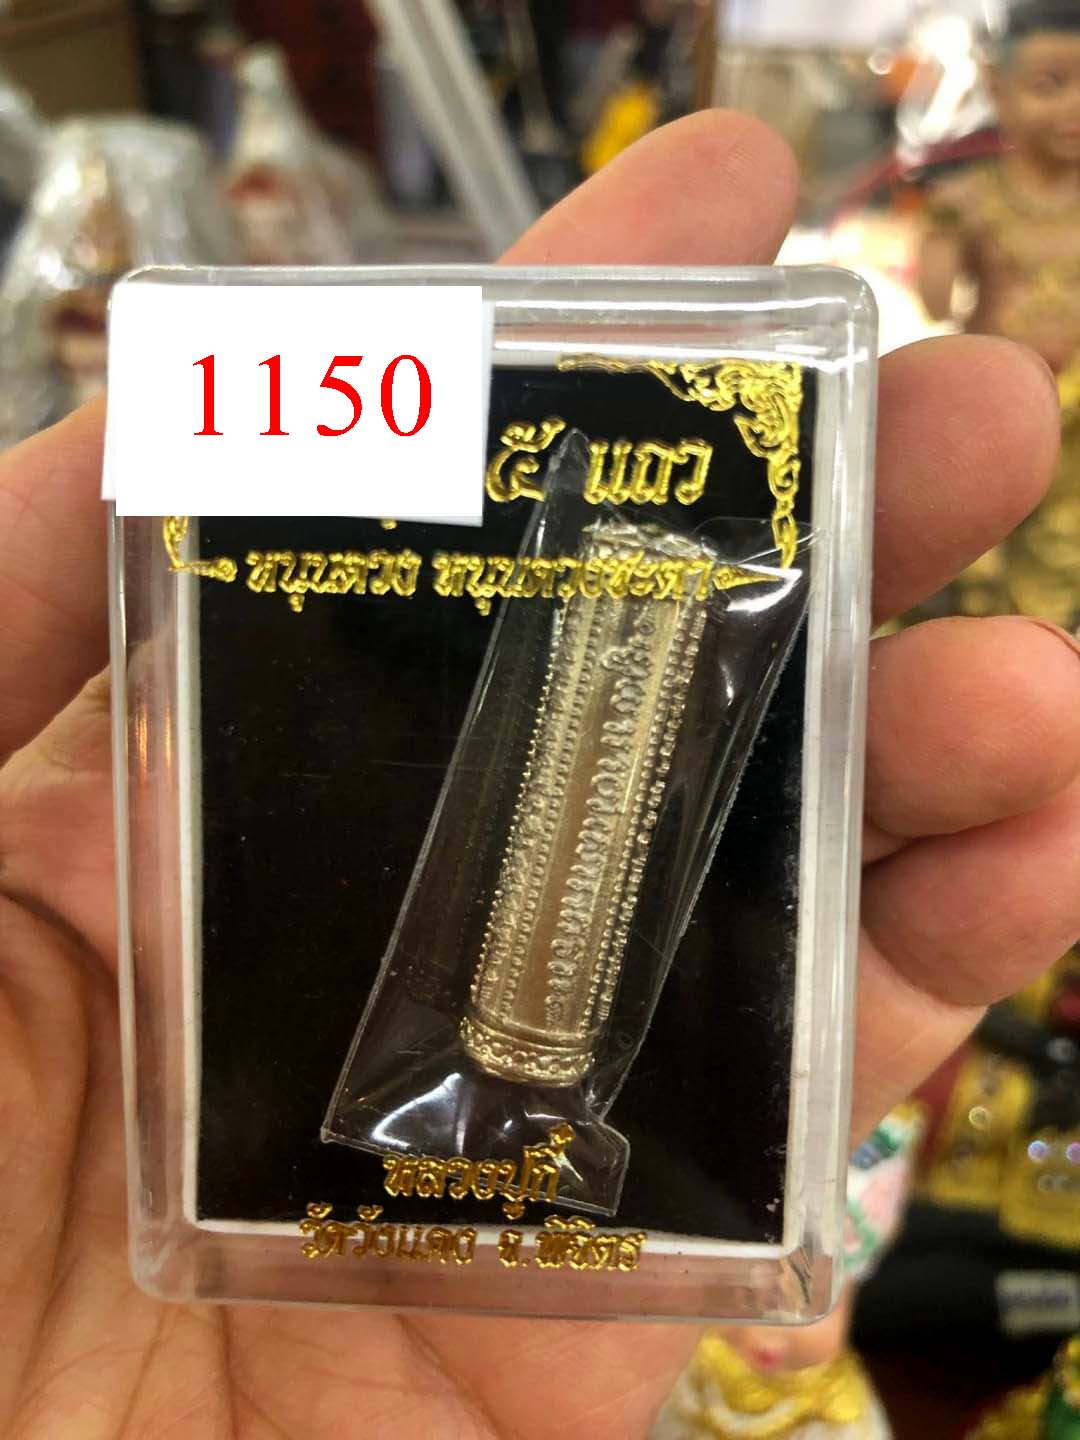 1150
๕ แถว
หนุนดวง หนุนดวงชะตา
หลวงปู่กี๋
วัดวังแดง จ.พิจิตร